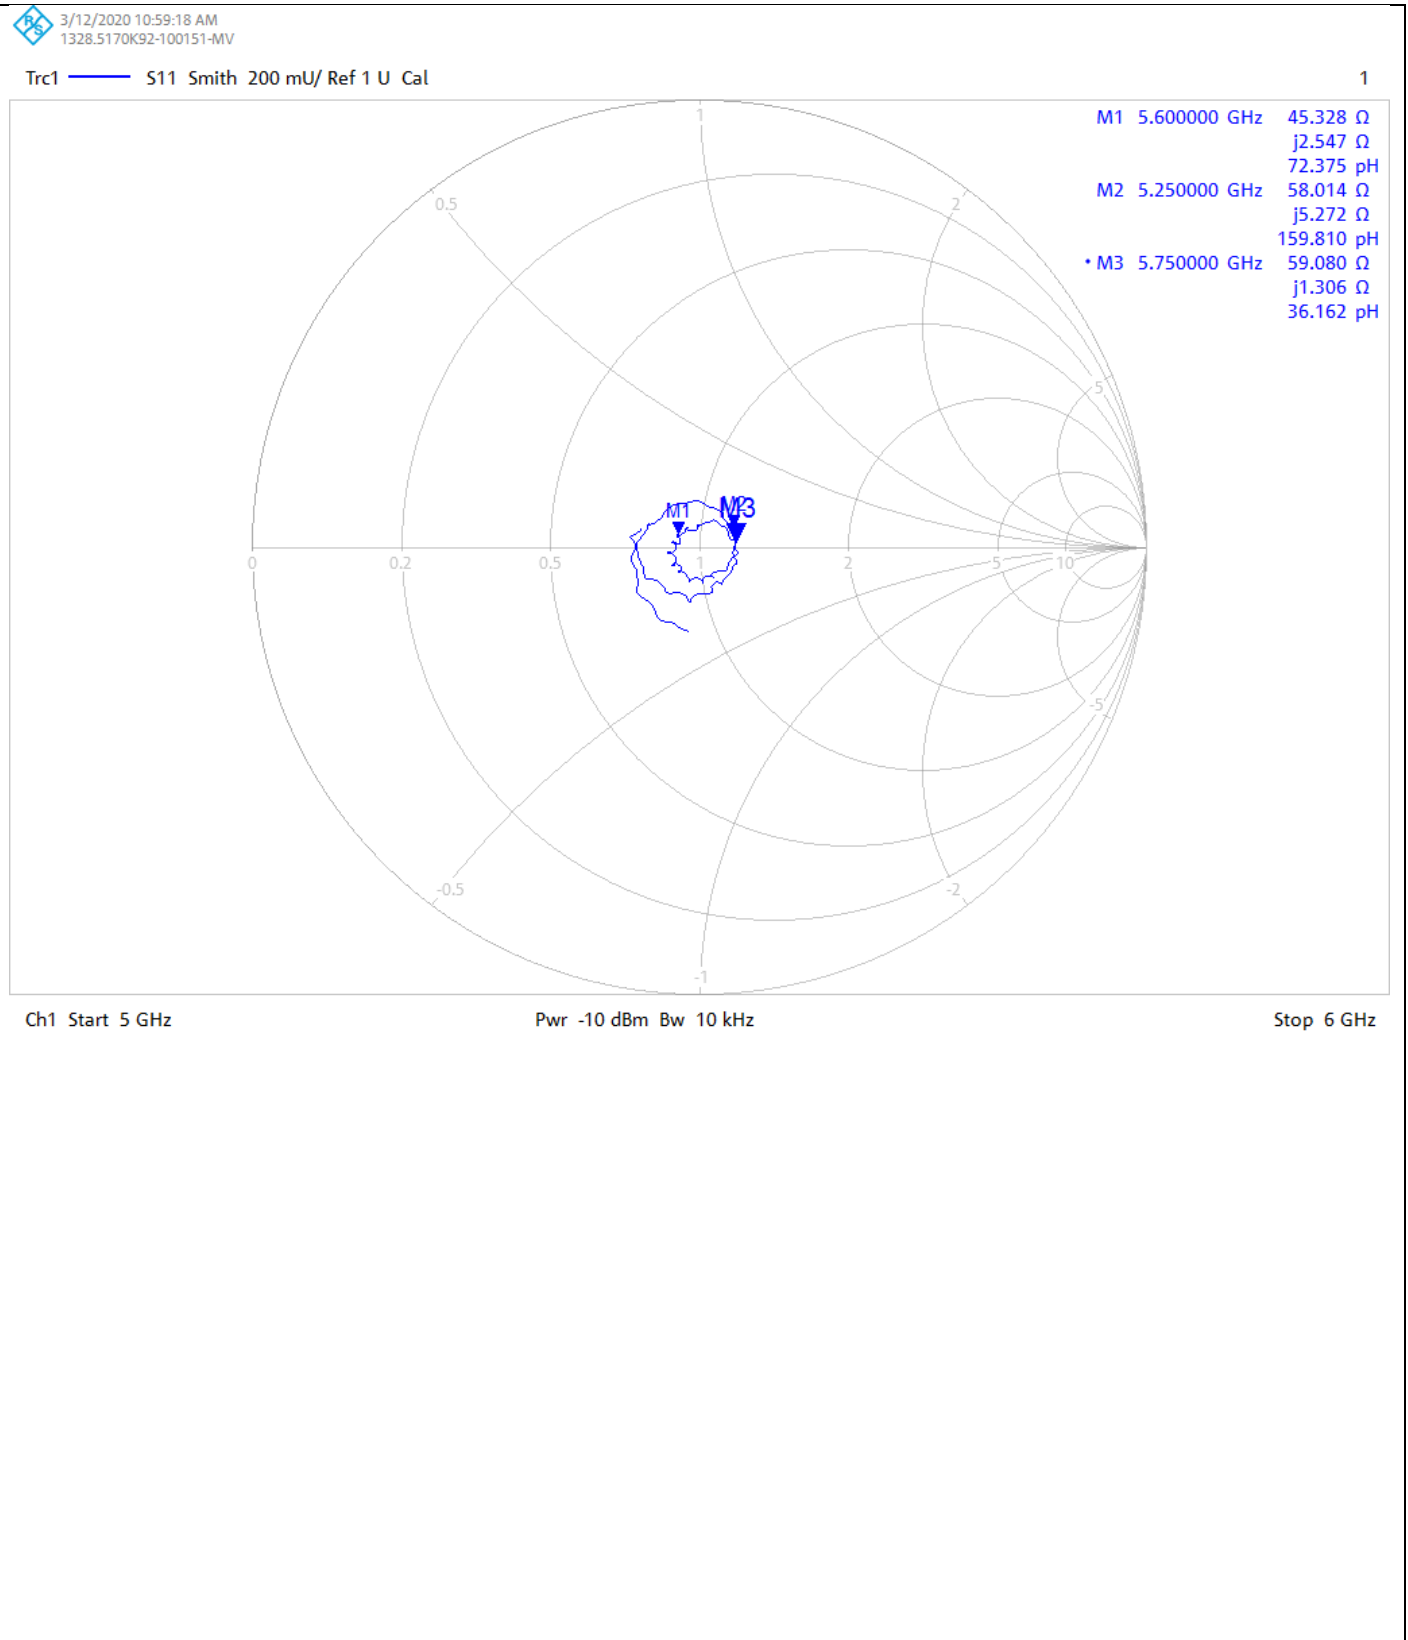 3/12/2020 10:59:18 AM
1328.5170K92-100151-MV
Trc1 S11 Smith 200 mU/ Ref 1 U Cal 1
M1 5.600000 GHz 45.328 Ω
j2.547 Ω
72.375 pH
M2 5.250000 GHz 58.014 Ω
j5.272 Ω
159.810 pH
• M3 5.750000 GHz 59.080 Ω
j1.306 Ω
36.162 pH
1
0.5 2
5
M1 M3
0 0.2 0.5 1 2 5 10
-5
-0.5 -2
-1
Ch1 Start 5 GHz Pwr -10 dBm Bw 10 kHz Stop 6 GHz